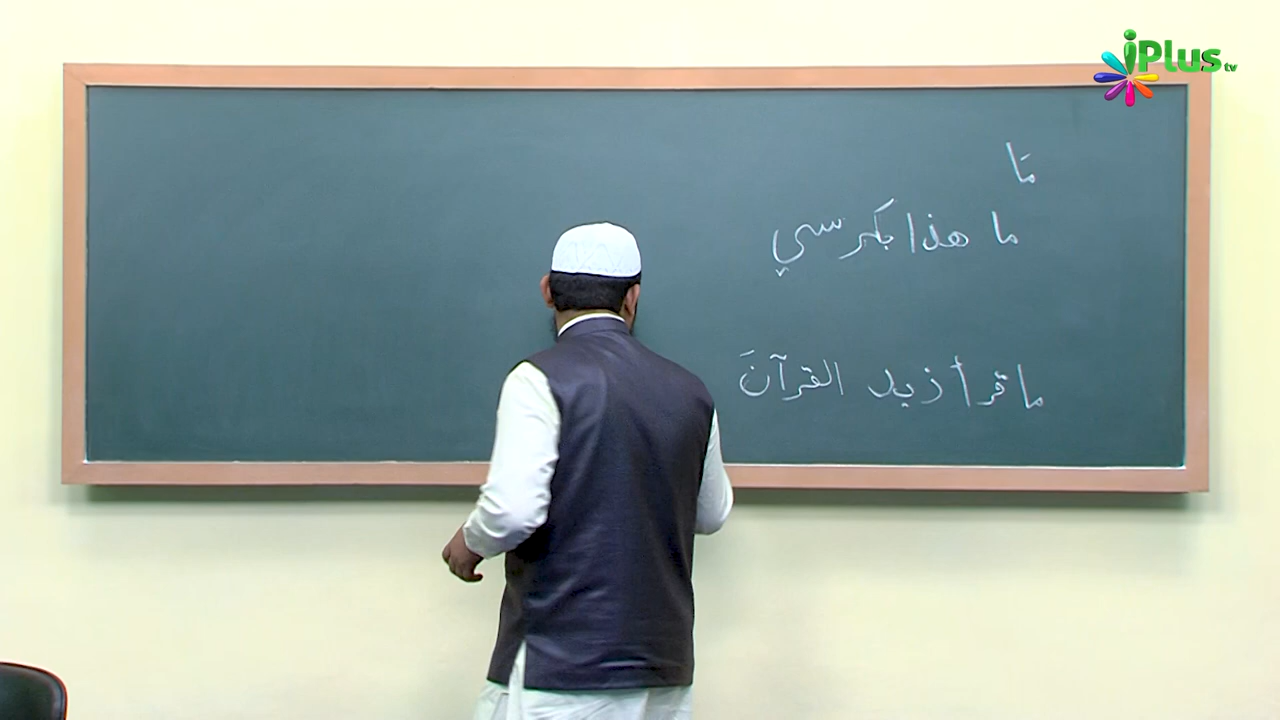 iPlus tv
مَا
ما هذا بكرسي
ما قرأ زيد القرآنَ